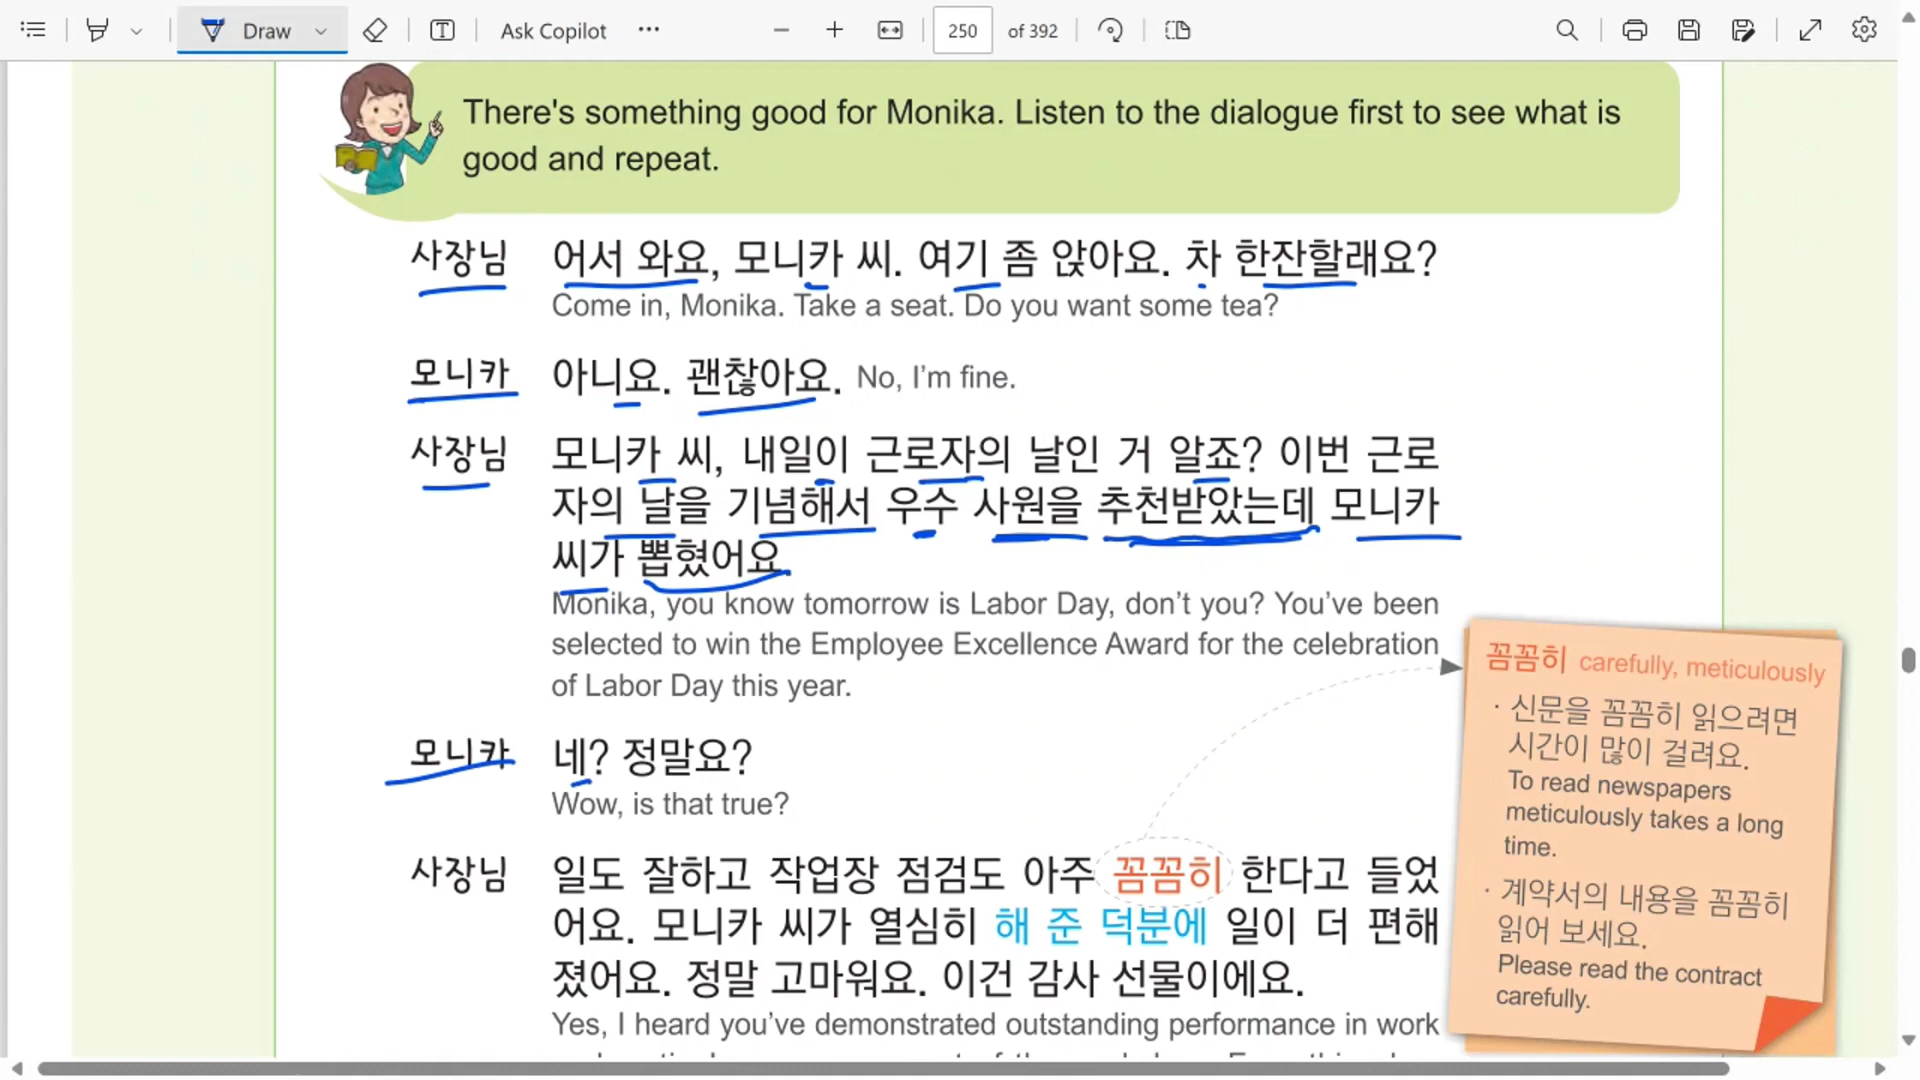 Draw
Ask Copilot
250 of 392
There's something good for Monika. Listen to the dialogue first to see what is
good and repeat.
사장님 어서 와요, 모니카 씨. 여기 좀 앉아요. 차 한잔할래요?
Come in, Monika. Take a seat. Do you want some tea?
모니카 아니요. 괜찮아요. No, I'm fine.
사장님 모니카 씨, 내일이 근로자의 날인 거 알죠? 이번 근로
자의 날을 기념해서 우수 사원을 추천받았는데 모니카
씨가 뽑혔어요
Monika, you know tomorrow is Labor Day, don't you? You've been
selected to win the Employee Excellence Award for the celebration
of Labor Day this year.
모니카 네? 정말요?
Wow, is that true?
사장님 일도 잘하고 작업장 점검도 아주 꼼꼼히 한다고 들었
어요. 모니카 씨가 열심히 해 준 덕분에 일이 더 편해
졌어요. 정말 고마워요. 이건 감사 선물이에요.
Yes, I heard you've demonstrated outstanding performance in work
꼼꼼히 carefully, meticulously
· 신문을 꼼꼼히 읽으려면
시간이 많이 걸려요.
To read newspapers
meticulously takes a long
time.
· 계약서의 내용을 꼼꼼히
읽어 보세요.
Please read the contract
carefully.